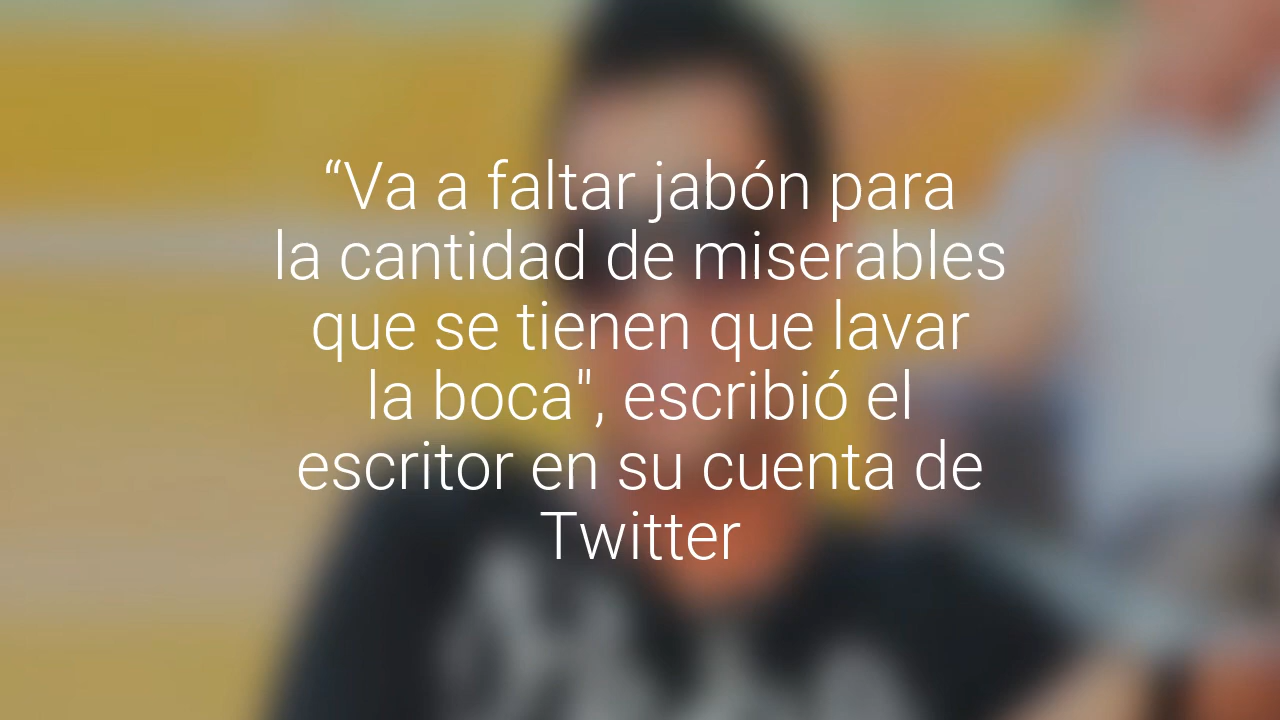 “Va a faltar jabón para
la cantidad de miserables
que se tienen que lavar
la boca", escribió el
escritor en su cuenta de
Twitter